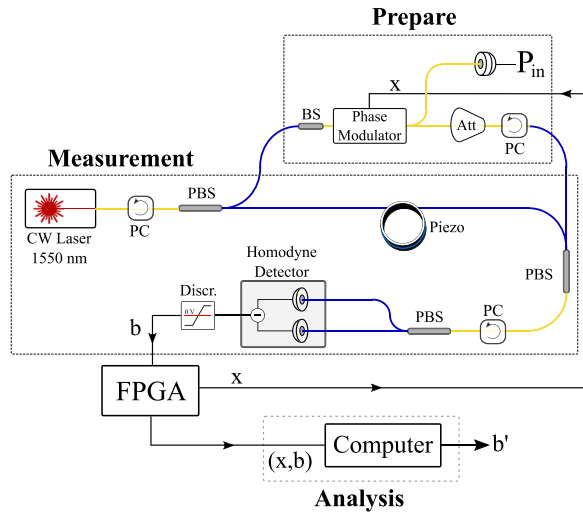 Prepare
P_in
x
BS
Phase
Modulator
Att
PC
Measurement
PBS
CW Laser
1550 nm
PC
Piezo
PBS
Homodyne
Detector
Discr.
0 V
PBS
PC
b
FPGA
x
(x,b)
Computer
b'
Analysis